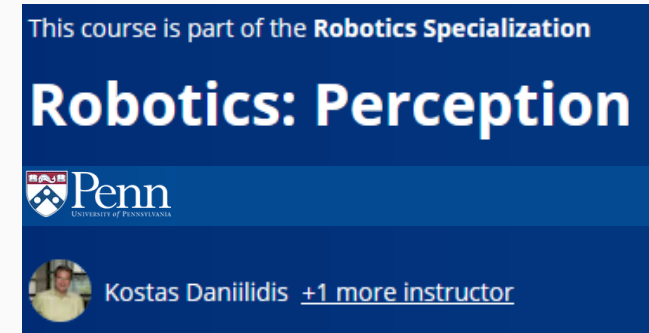 This course is part of the Robotics Specialization
Robotics: Perception
Penn
UNIVERSITY of PENNSYLVANIA
Kostas Daniilidis +1 more instructor